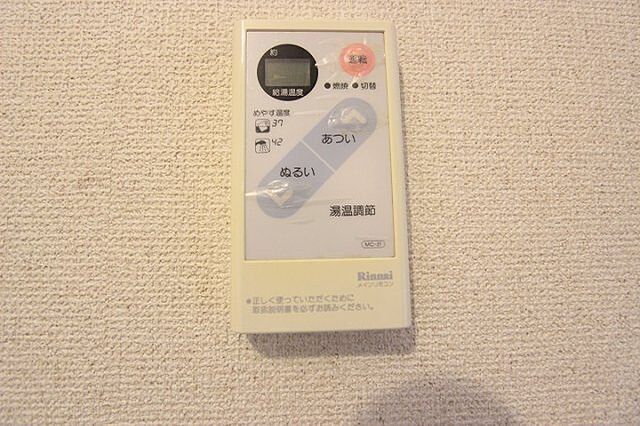 約
給湯温度
運転
●燃焼 ●切替
めやす温度
37
42
あつい
ぬるい
湯温調節
MC-21
Rinnai
メインリモコン
●正しく使っていただくために
取扱説明書を必ずお読みください。